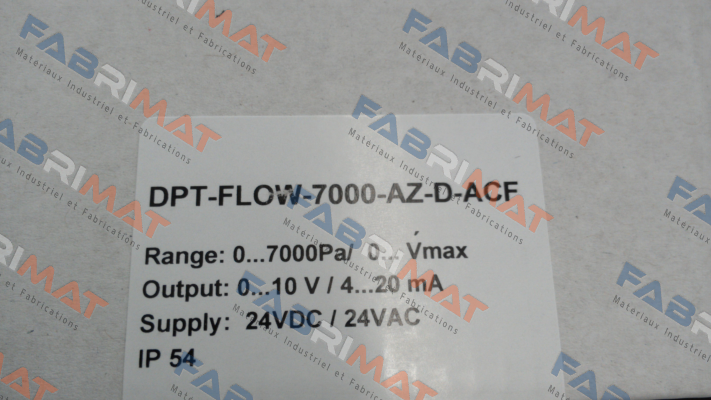 DPT-FLOW-7000-AZ-D-ACF
Range: 0...7000Pa/ 0... Vmax
Output: 0...10 V / 4...20 mA
Supply: 24VDC / 24VAC
IP 54
FABRIMAT
Materiaux Industriel et Fabrications